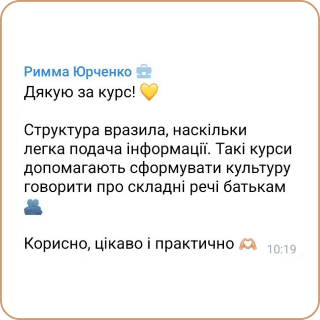 Римма Юрченко
Дякую за курс! 💛
Структура вразила, наскільки
легка подача інформації. Такі курси
допомагають сформувати культуру
говорити про складні речі батькам
🫂
Корисно, цікаво і практично 🫶🏼
10:19